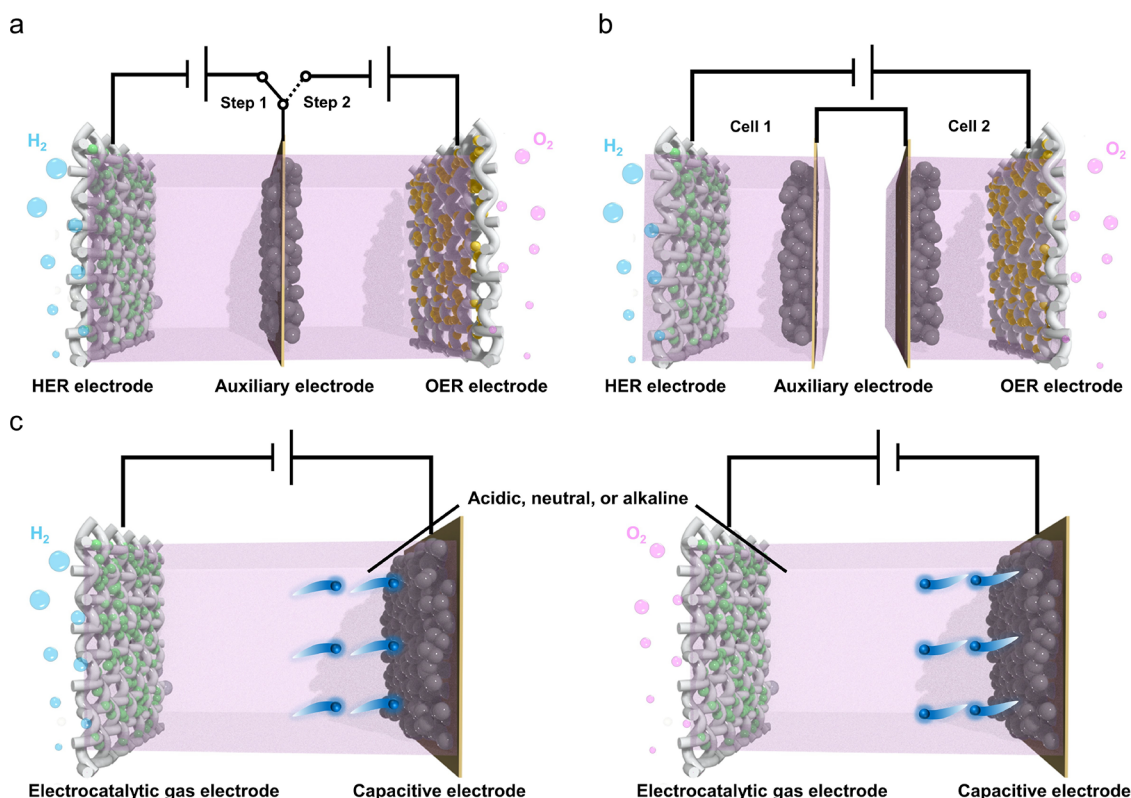 a
b
Step 1
Step 2
H2
O2
HER electrode
Auxiliary electrode
OER electrode
Cell 1
Cell 2
H2
O2
HER electrode
Auxiliary electrode
OER electrode
c
Acidic, neutral, or alkaline
H2
O2
Electrocatalytic gas electrode
Capacitive electrode
Electrocatalytic gas electrode
Capacitive electrode